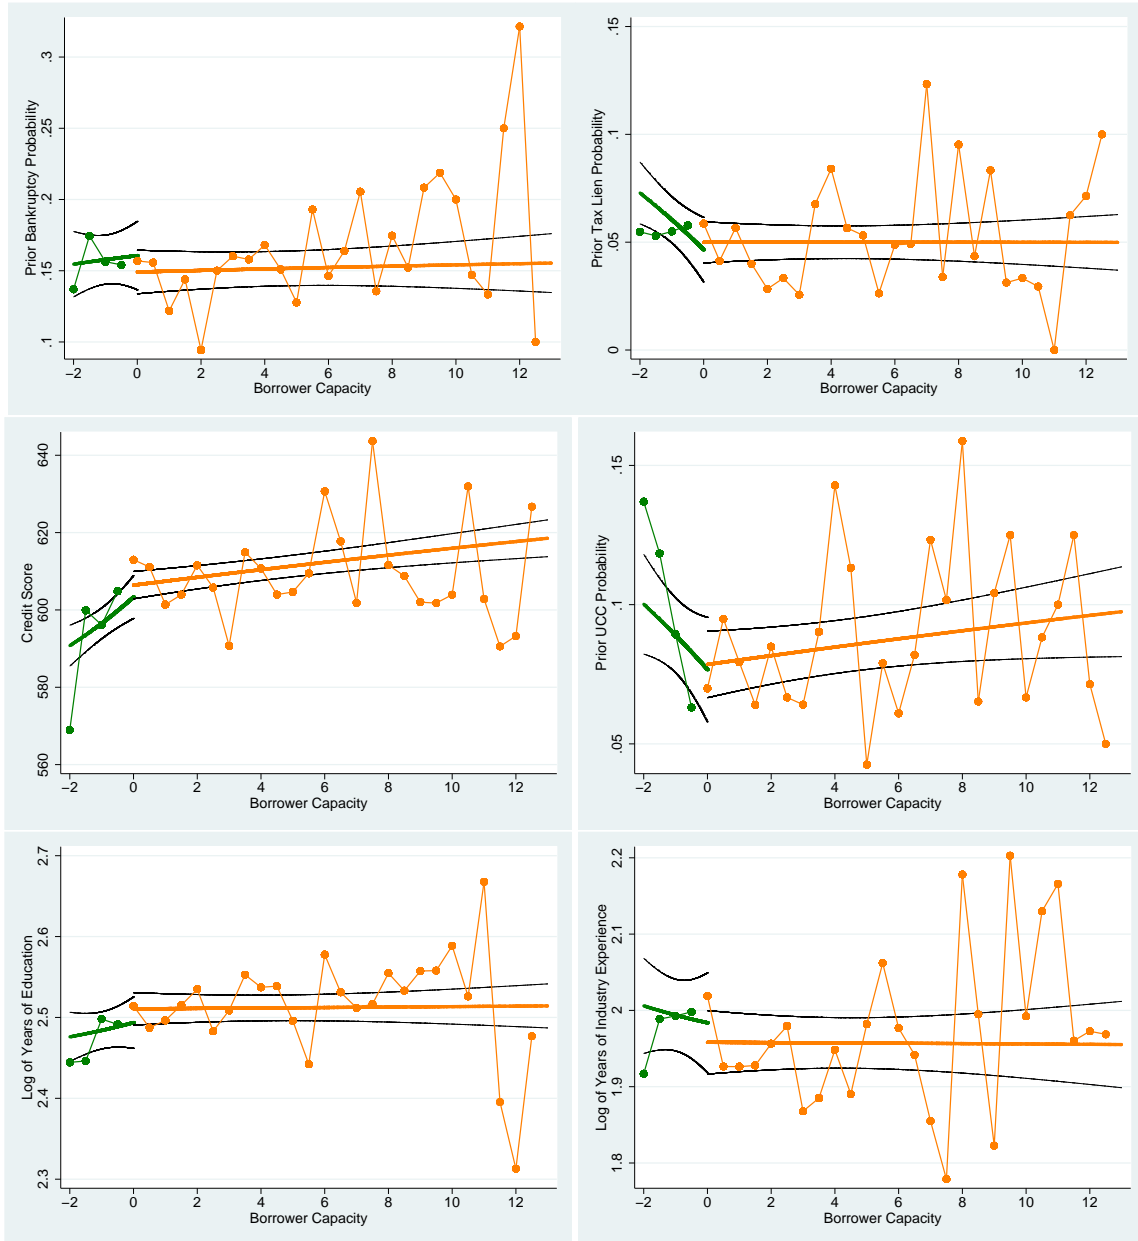 Prior Bankruptcy Probability
.3
.25
.2
.15
.1
−2 0 2 4 6 8 10 12
Borrower Capacity
Prior Tax Lien Probability
.15
.1
.05
0
−2 0 2 4 6 8 10 12
Borrower Capacity
Credit Score
640
620
600
580
560
−2 0 2 4 6 8 10 12
Borrower Capacity
Prior UCC Probability
.15
.1
.05
−2 0 2 4 6 8 10 12
Borrower Capacity
Log of Years of Education
2.7
2.6
2.5
2.4
2.3
−2 0 2 4 6 8 10 12
Borrower Capacity
Log of Years of Industry Experience
2.2
2.1
2
1.9
1.8
−2 0 2 4 6 8 10 12
Borrower Capacity